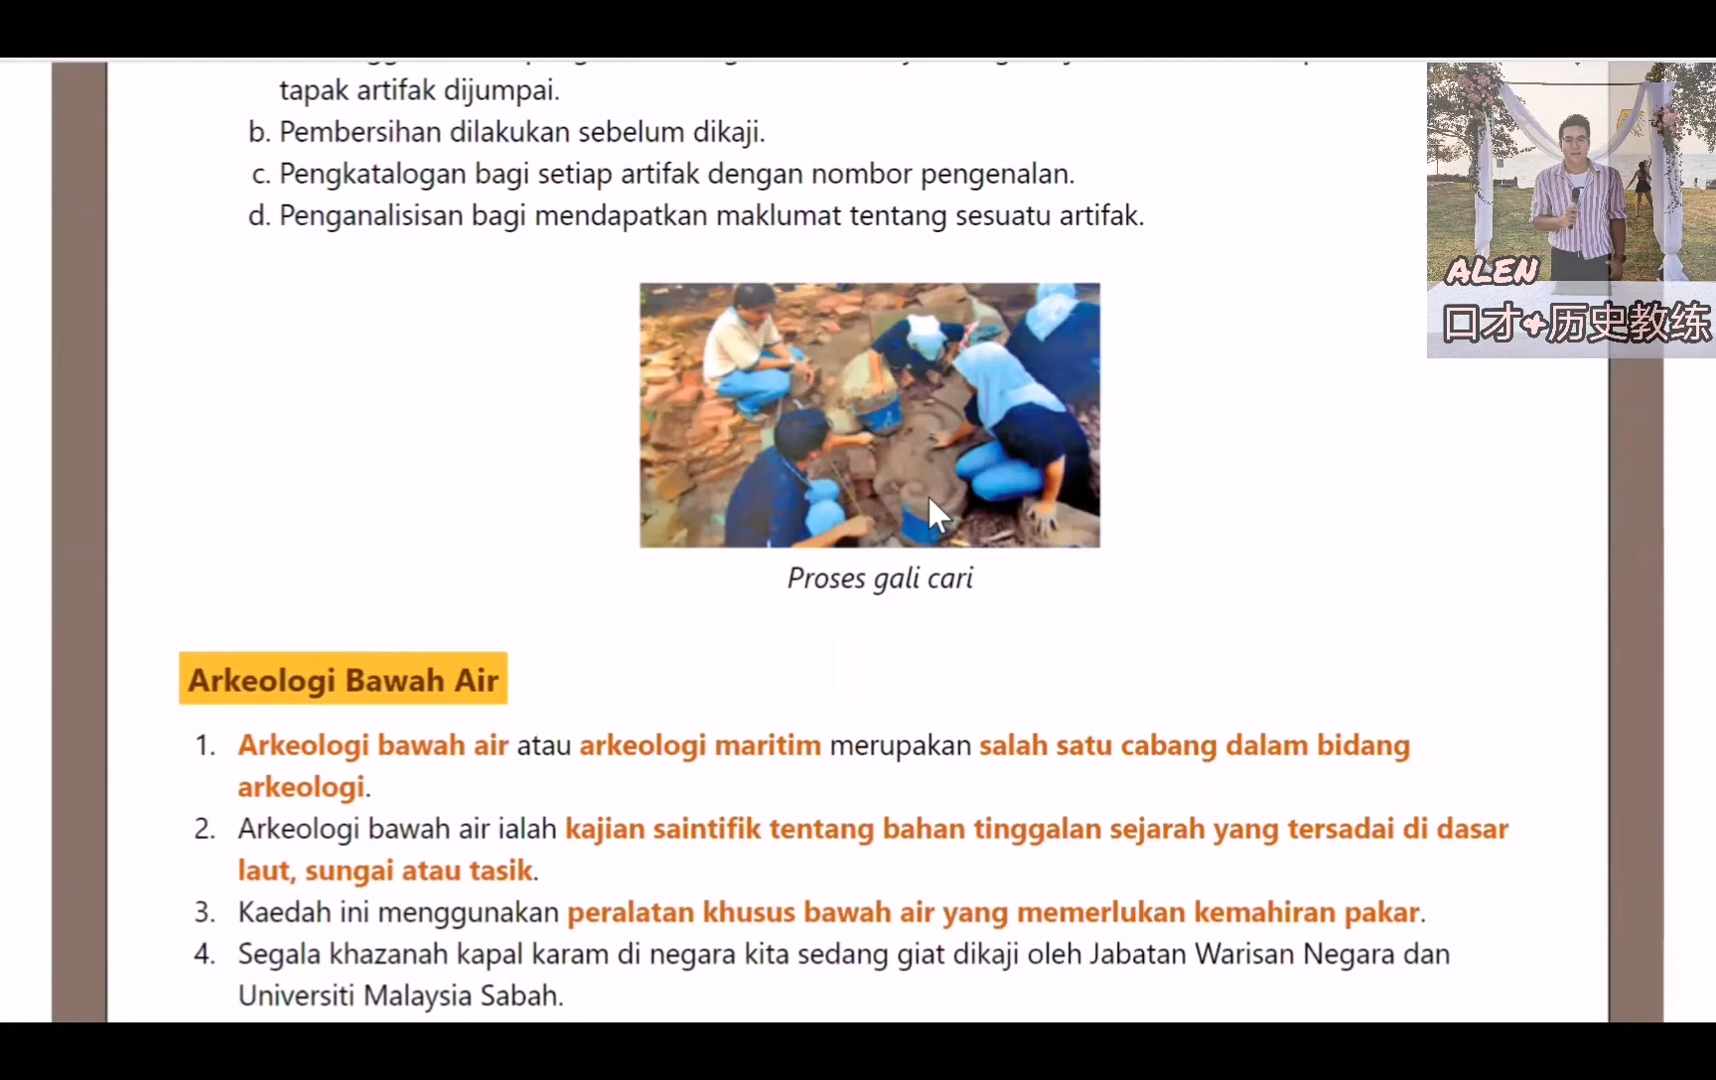 tapak artifak dijumpai.
b. Pembersihan dilakukan sebelum dikaji.
c. Pengkatalogan bagi setiap artifak dengan nombor pengenalan.
d. Penganalisisan bagi mendapatkan maklumat tentang sesuatu artifak.
ALEN
口才+历史教练
Proses gali cari
Arkeologi Bawah Air
1. Arkeologi bawah air atau arkeologi maritim merupakan salah satu cabang dalam bidang
arkeologi.
2. Arkeologi bawah air ialah kajian saintifik tentang bahan tinggalan sejarah yang tersadai di dasar
laut, sungai atau tasik.
3. Kaedah ini menggunakan peralatan khusus bawah air yang memerlukan kemahiran pakar.
4. Segala khazanah kapal karam di negara kita sedang giat dikaji oleh Jabatan Warisan Negara dan
Universiti Malaysia Sabah.